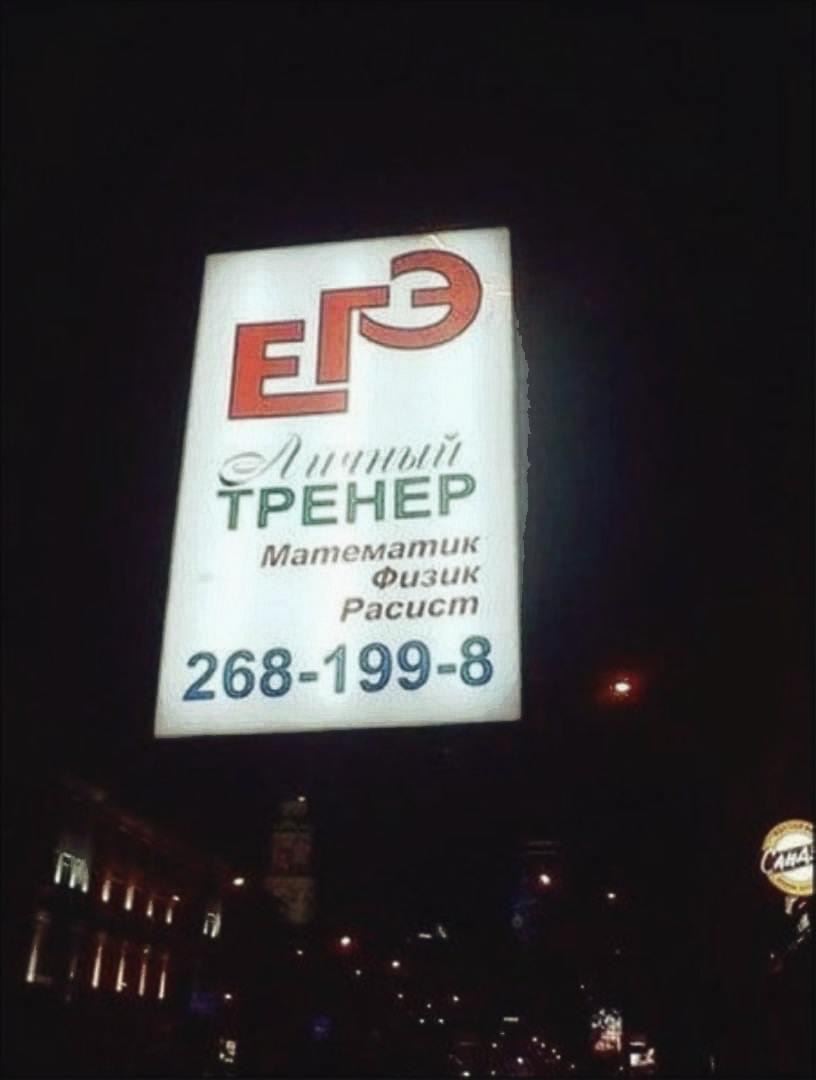 ЕГЭ
Личный
ТРЕНЕР
Математик
Физик
Расист
268-199-8